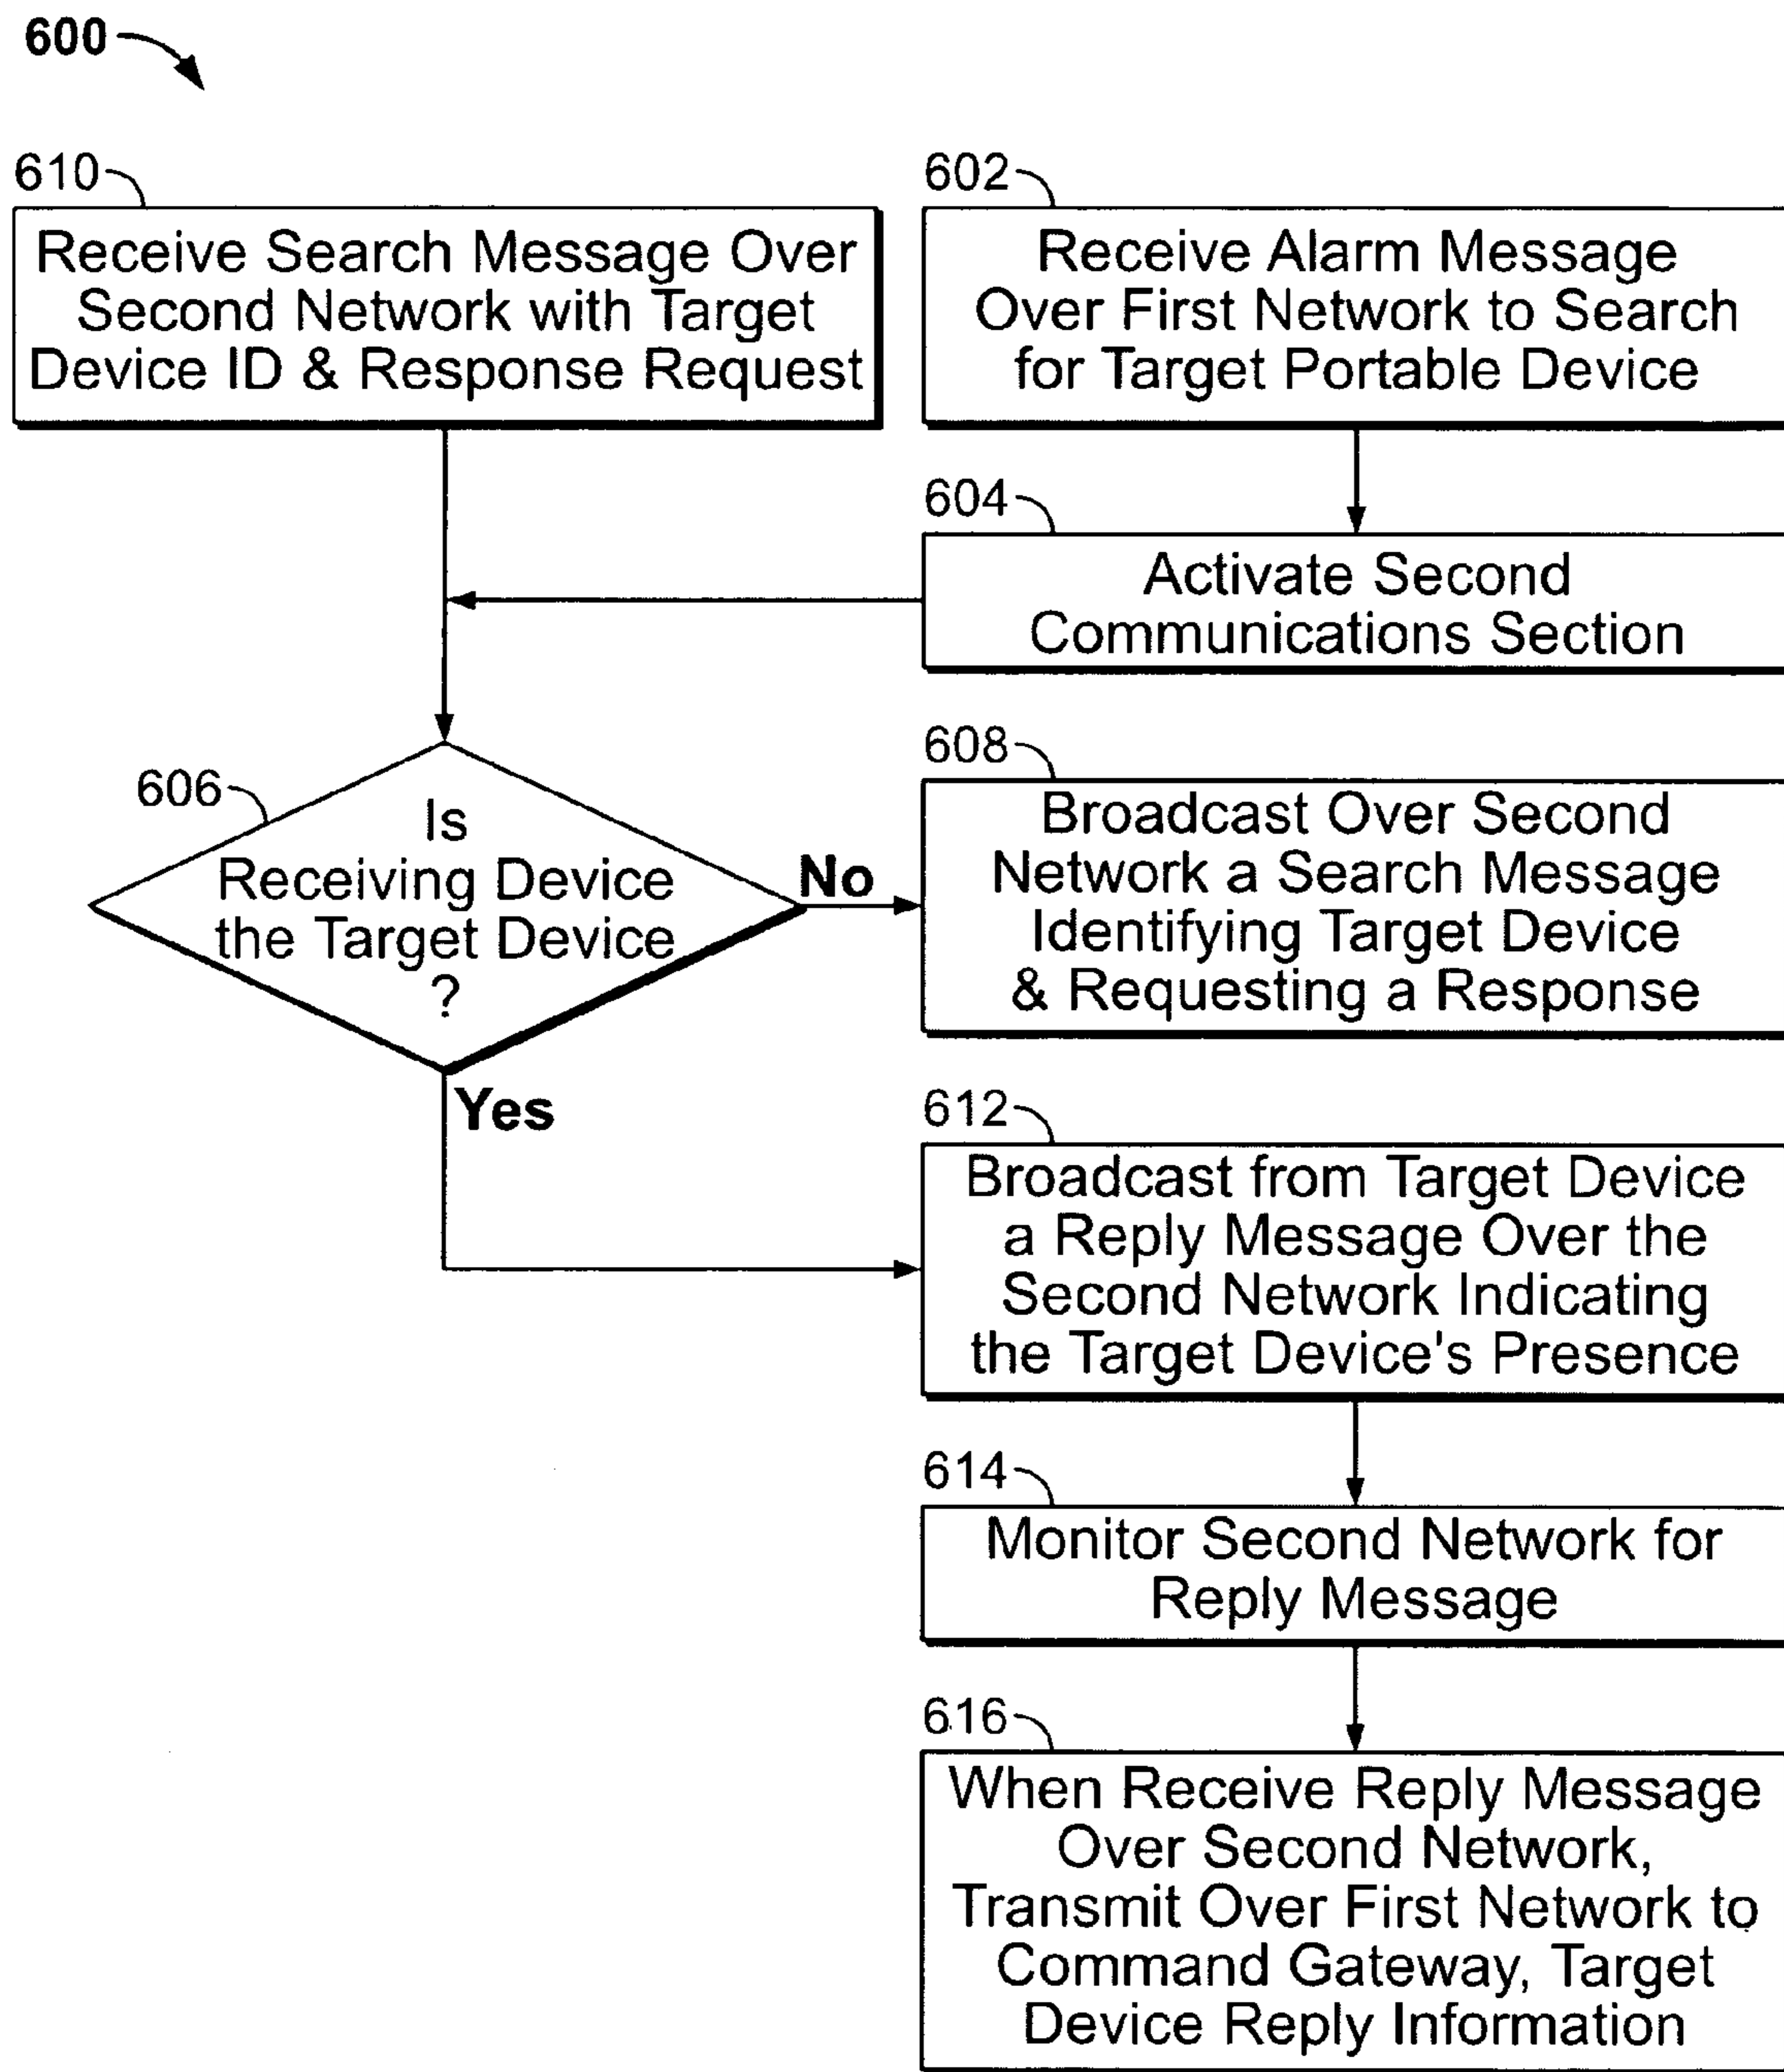 600
610
Receive Search Message Over
Second Network with Target
Device ID & Response Request
602
Receive Alarm Message
Over First Network to Search
for Target Portable Device
604
Activate Second
Communications Section
606
Is
Receiving Device
the Target Device
?
No
Yes
608
Broadcast Over Second
Network a Search Message
Identifying Target Device
& Requesting a Response
612
Broadcast from Target Device
a Reply Message Over the
Second Network Indicating
the Target Device's Presence
614
Monitor Second Network for
Reply Message
616
When Receive Reply Message
Over Second Network,
Transmit Over First Network to
Command Gateway, Target
Device Reply Information